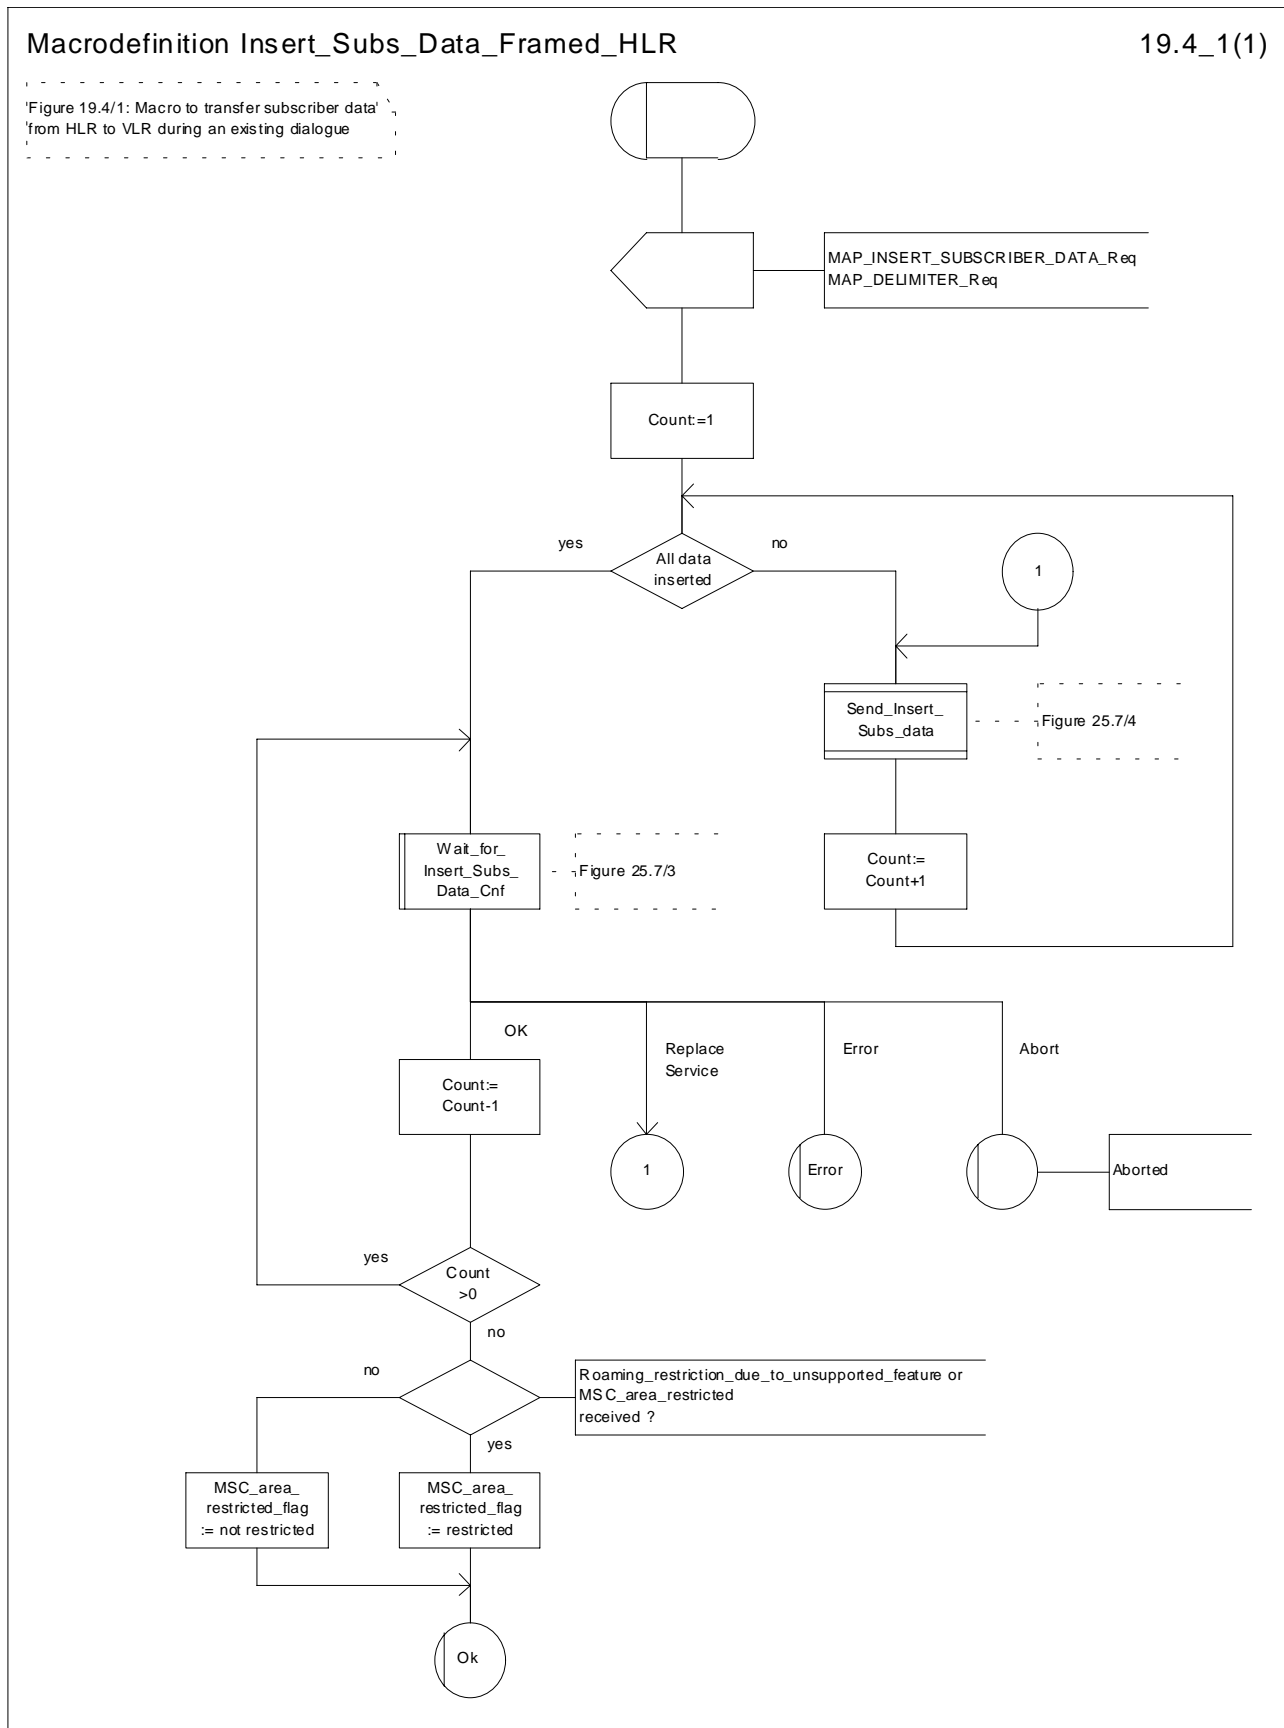 Macrodefinition Insert_Subs_Data_Framed_HLR
19.4_1(1)
'Figure 19.4/1: Macro to transfer subscriber data'
'from HLR to VLR during an existing dialogue
MAP_INSERT_SUBSCRIBER_DATA_Req
MAP_DELIMITER_Req
Count:=1
yes
no
All data
inserted
1
Send_Insert_
Subs_data
Figure 25.7/4
Wait_for_
Insert_Subs_
Data_Cnf
Figure 25.7/3
Count:=
Count+1
OK
Replace
Service
Error
Abort
Count:=
Count-1
1
Error
Aborted
yes
Count
>0
no
no
Roaming_restriction_due_to_unsupported_feature or
MSC_area_restricted
received ?
yes
MSC_area_
restricted_flag
:= not restricted
MSC_area_
restricted_flag
:= restricted
Ok